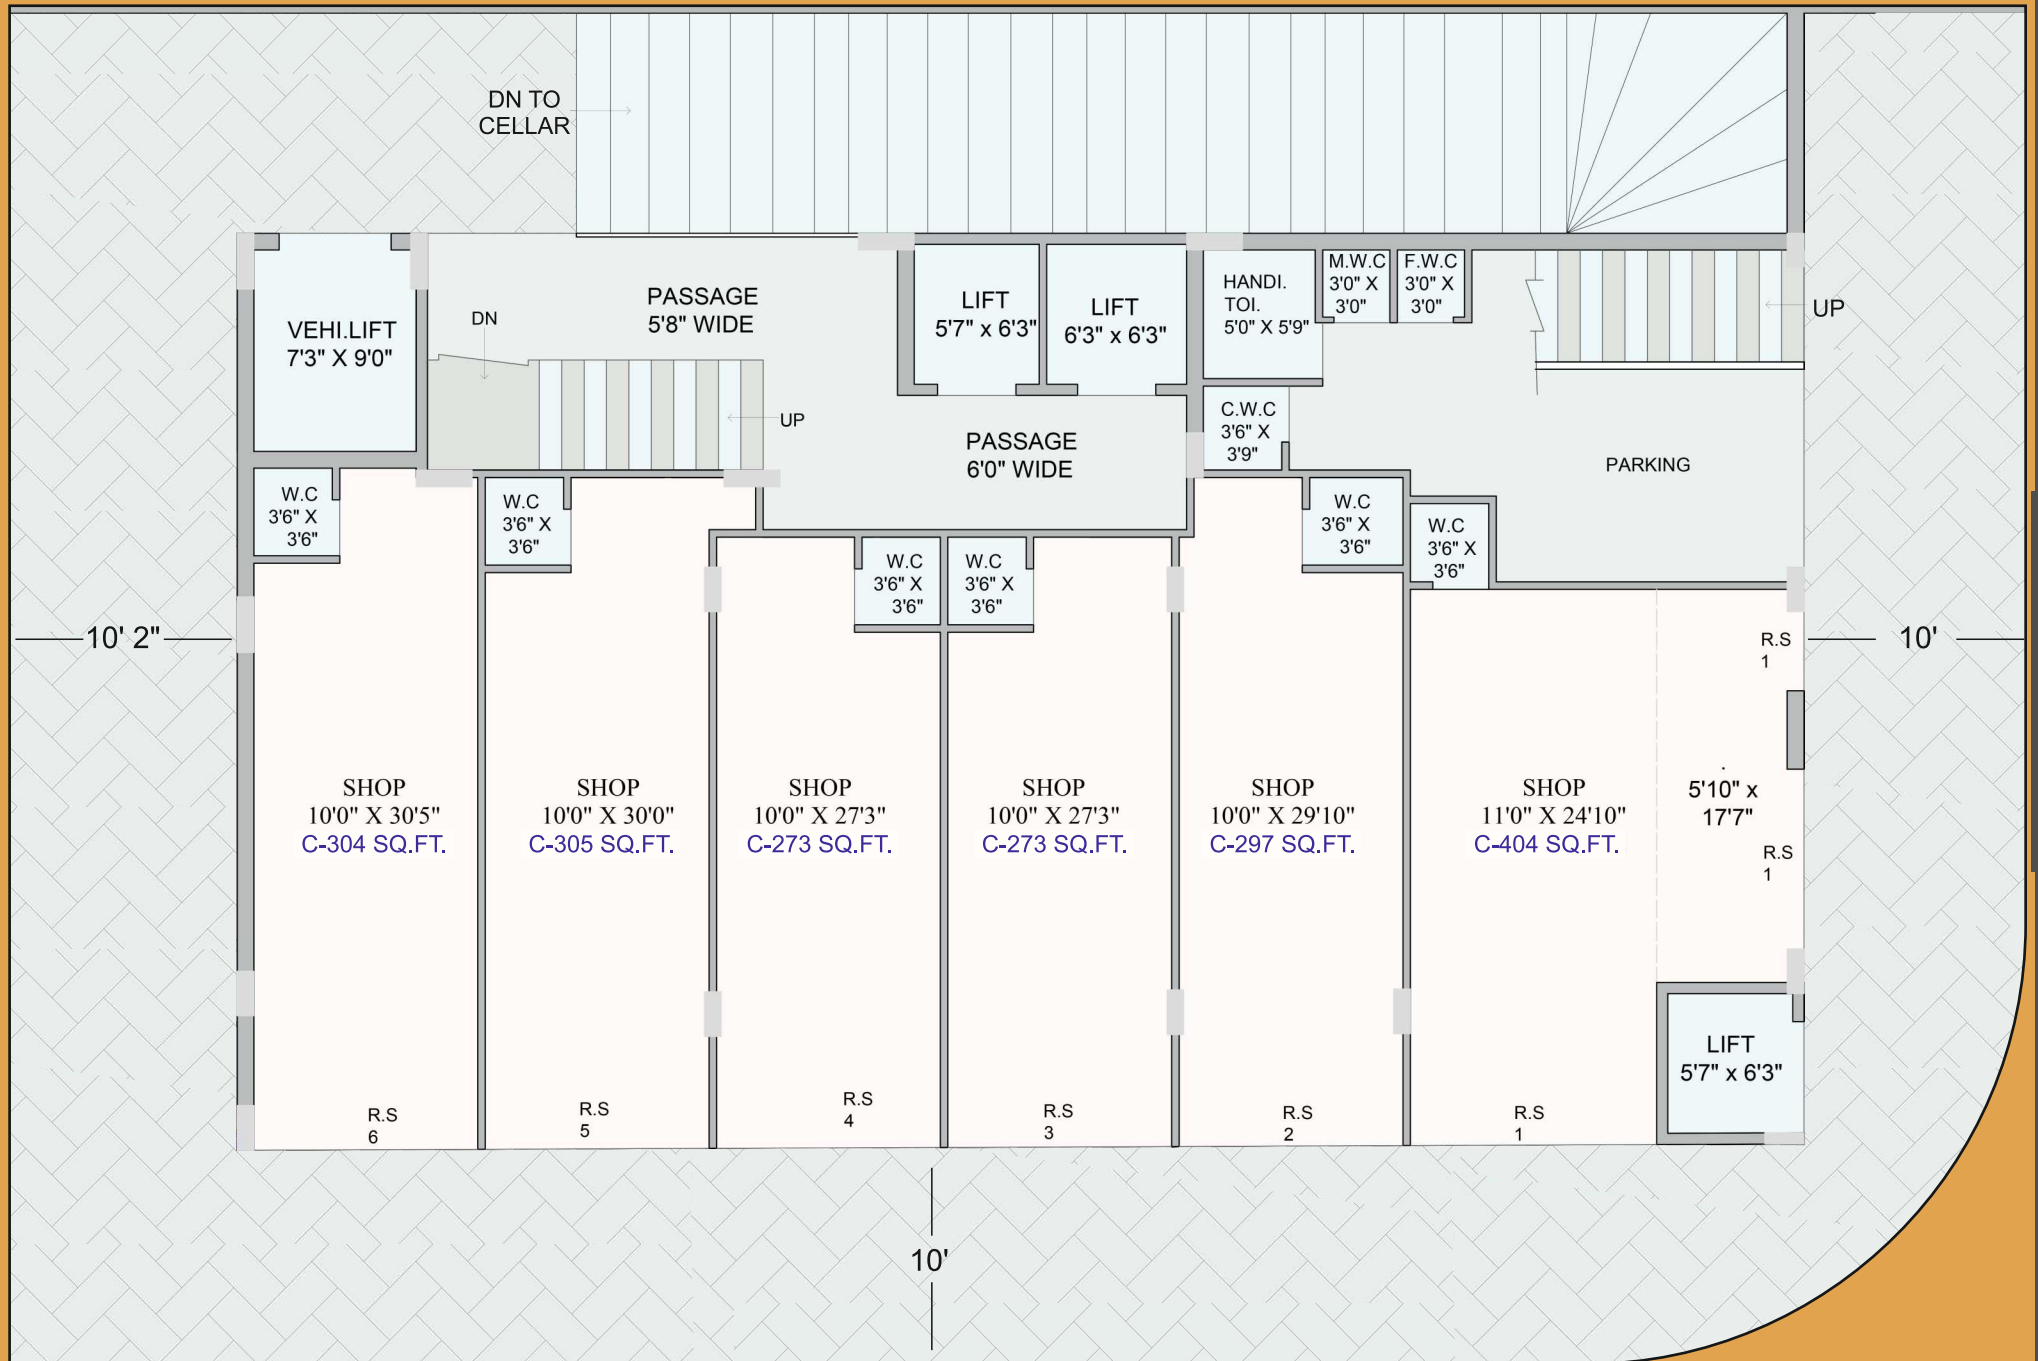 DN TO
CELLAR
VEHI.LIFT
7'3" X 9'0"
DN
PASSAGE
5'8" WIDE
UP
LIFT
5'7" x 6'3"
LIFT
6'3" x 6'3"
HANDI.
TOI.
5'0" X 5'9"
M.W.C
3'0" X
3'0"
F.W.C
3'0" X
3'0"
UP
C.W.C
3'6" X
3'9"
PASSAGE
6'0" WIDE
PARKING
W.C
3'6" X
3'6"
W.C
3'6" X
3'6"
W.C
3'6" X
3'6"
W.C
3'6" X
3'6"
W.C
3'6" X
3'6"
W.C
3'6" X
3'6"
10' 2"
R.S
1
10'
SHOP
10'0" X 30'5"
C-304 SQ.FT.
SHOP
10'0" X 30'0"
C-305 SQ.FT.
SHOP
10'0" X 27'3"
C-273 SQ.FT.
SHOP
10'0" X 27'3"
C-273 SQ.FT.
SHOP
10'0" X 29'10"
C-297 SQ.FT.
SHOP
11'0" X 24'10"
C-404 SQ.FT.
5'10" x
17'7"
R.S
1
LIFT
5'7" x 6'3"
R.S
6
R.S
5
R.S
4
R.S
3
R.S
2
R.S
1
10'